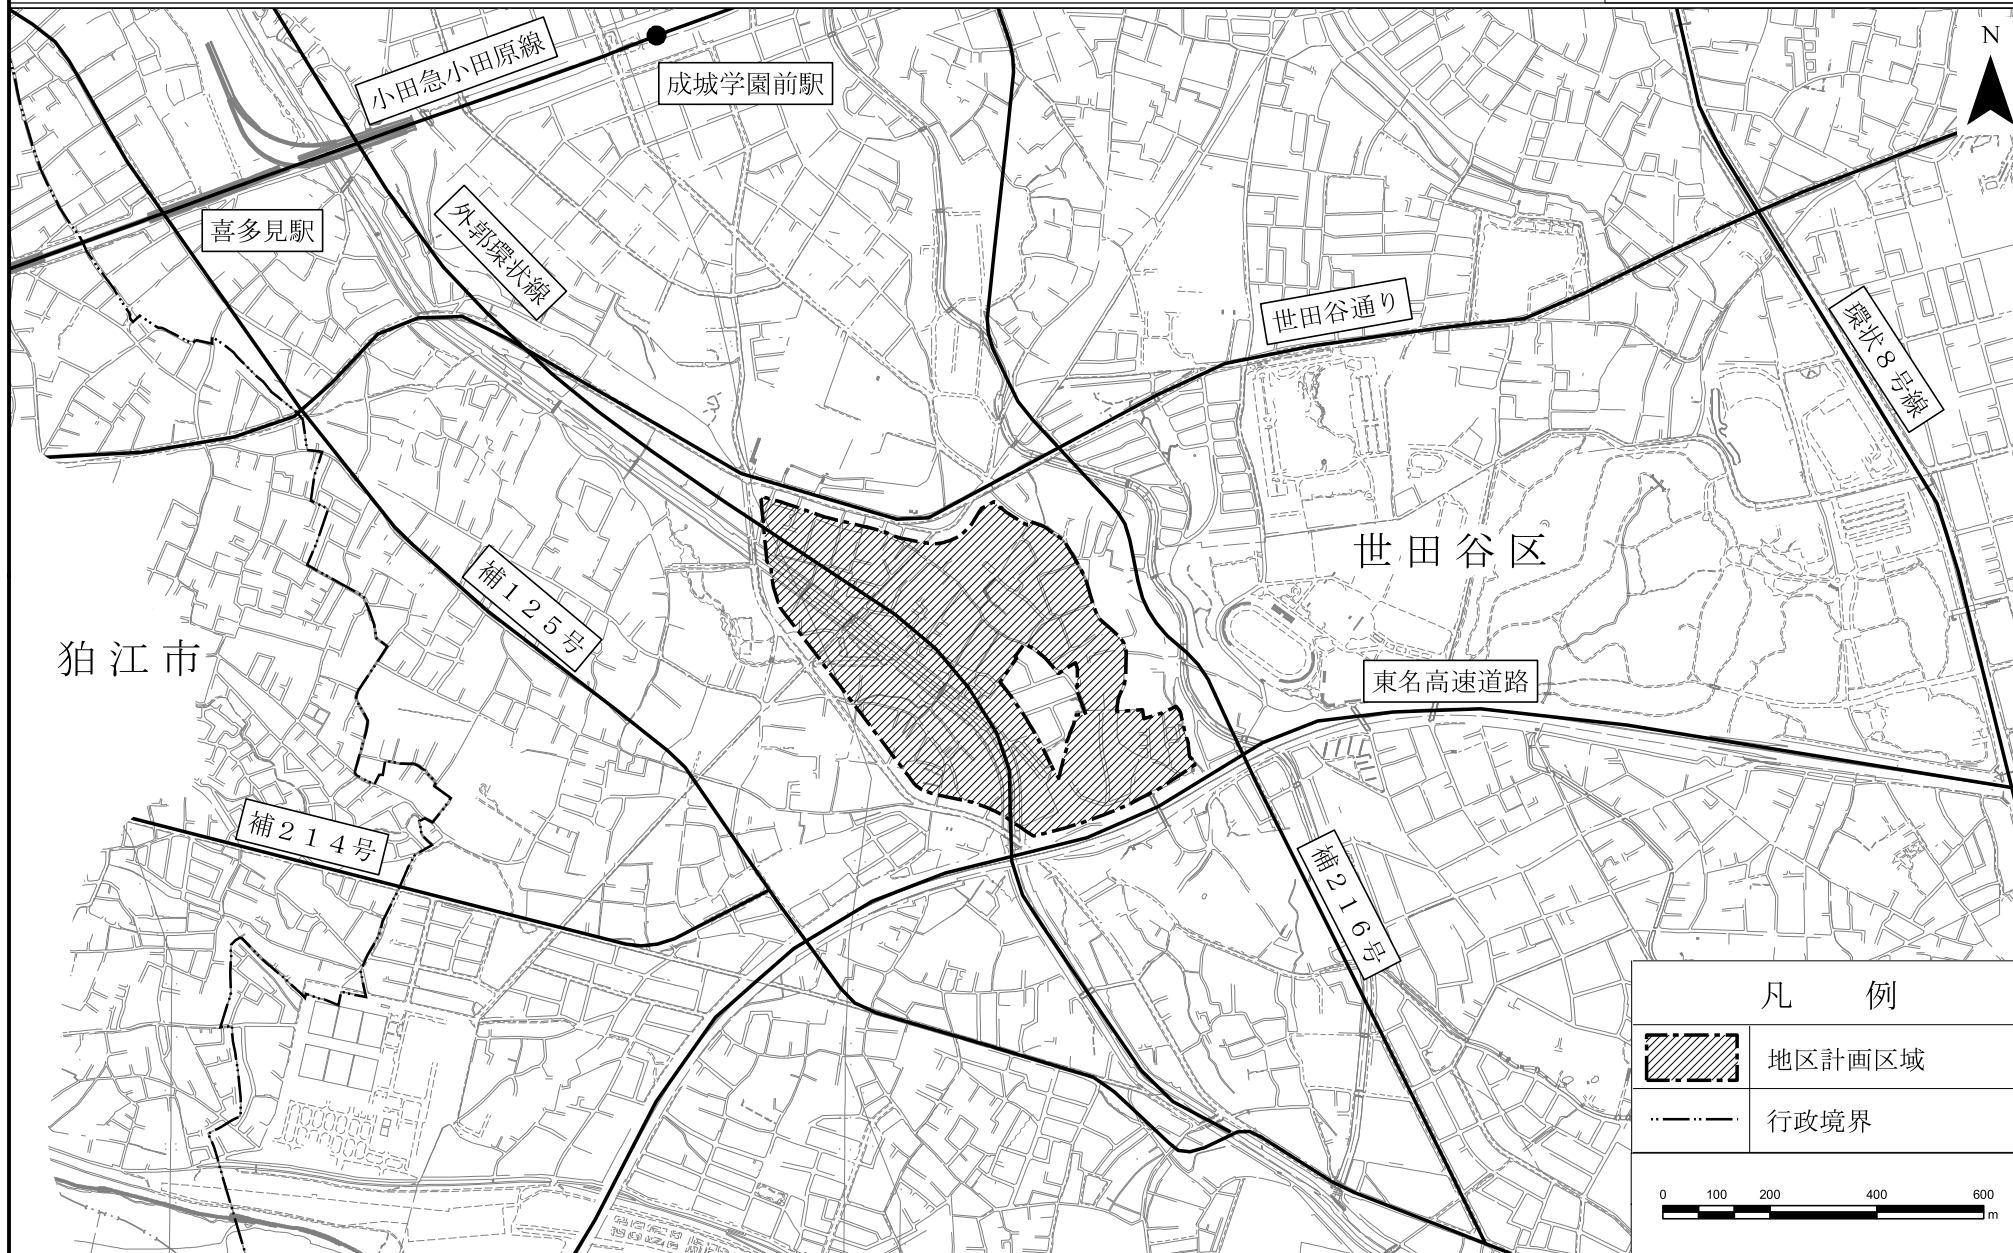 N
小田急小田原線
成城学園前駅
喜多見駅
外郭環状線
世田谷通り
環状8号線
世田谷区
補125号
狛江市
東名高速道路
補214号
補216号
凡 例
地区計画区域
行政境界
0 100 200 400 600
m